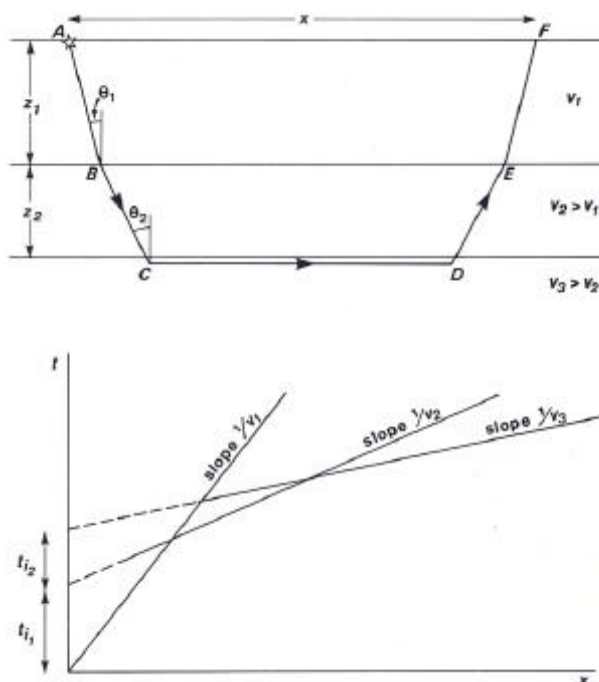 x
A F
θ₁
z₁ v₁
B E
θ₂
z₂ v₂ > v₁
C D
v₃ > v₂
t
slope 1/v₁
slope 1/v₂
slope 1/v₃
tᵢ₂
tᵢ₁
x